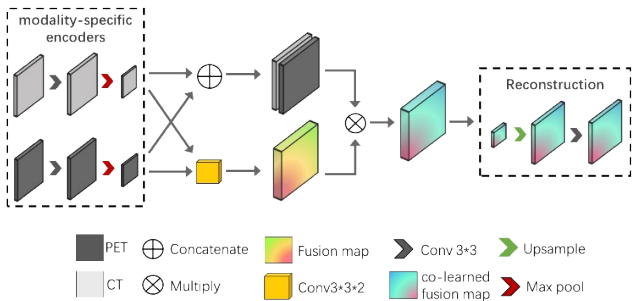 modality-specific
encoders
Reconstruction
PET
Concatenate
Fusion map
Conv 3*3
Upsample
CT
Multiply
Conv3*3*2
co-learned
fusion map
Max pool